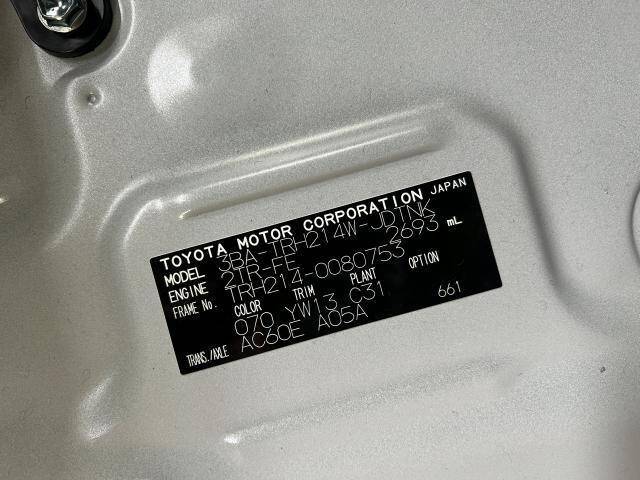 TOYOTA MOTOR CORPORATION JAPAN
MODEL 3BA-TRH214W-JDTNK
ENGINE 2TR-FE 2693 mL
FRAME No. TRH214-0080753
COLOR TRIM PLANT OPTION
070 YW13 C31 661
TRANS./AXLE AC60E A05A